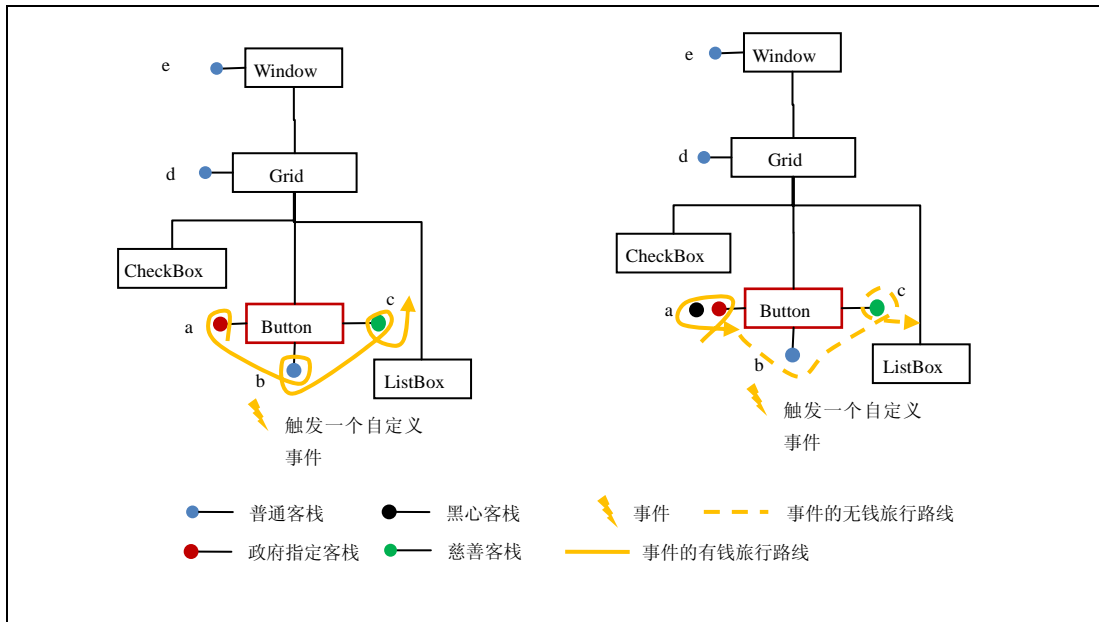 e
Window
d
Grid
CheckBox
a
Button
c
b
ListBox
触发一个自定义
事件
e
Window
d
Grid
CheckBox
a
Button
c
b
ListBox
触发一个自定义
事件
普通客栈
黑心客栈
事件
事件的无钱旅行路线
政府指定客栈
慈善客栈
事件的有钱旅行路线